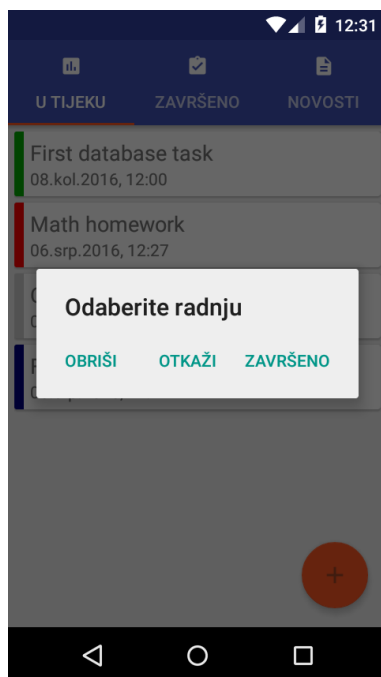 12:31
U TIJEKU ZAVRŠENO NOVOSTI
First database task
08.kol.2016, 12:00
Math homework
06.srp.2016, 12:27
Odaberite radnju
OBRIŠI OTKAŽI ZAVRŠENO